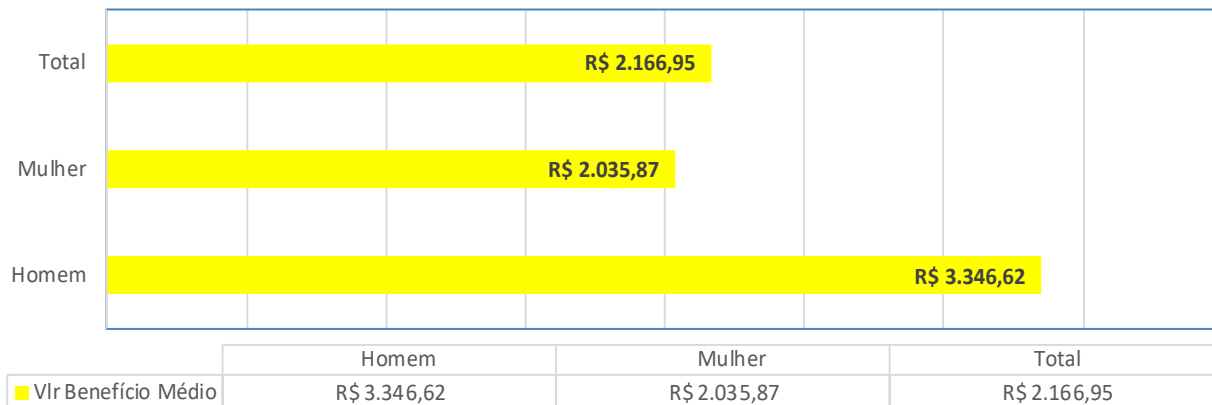 Total
R$ 2.166,95
Mulher
R$ 2.035,87
Homem
R$ 3.346,62
Homem Mulher Total
Vlr Benefício Médio R$ 3.346,62 R$ 2.035,87 R$ 2.166,95